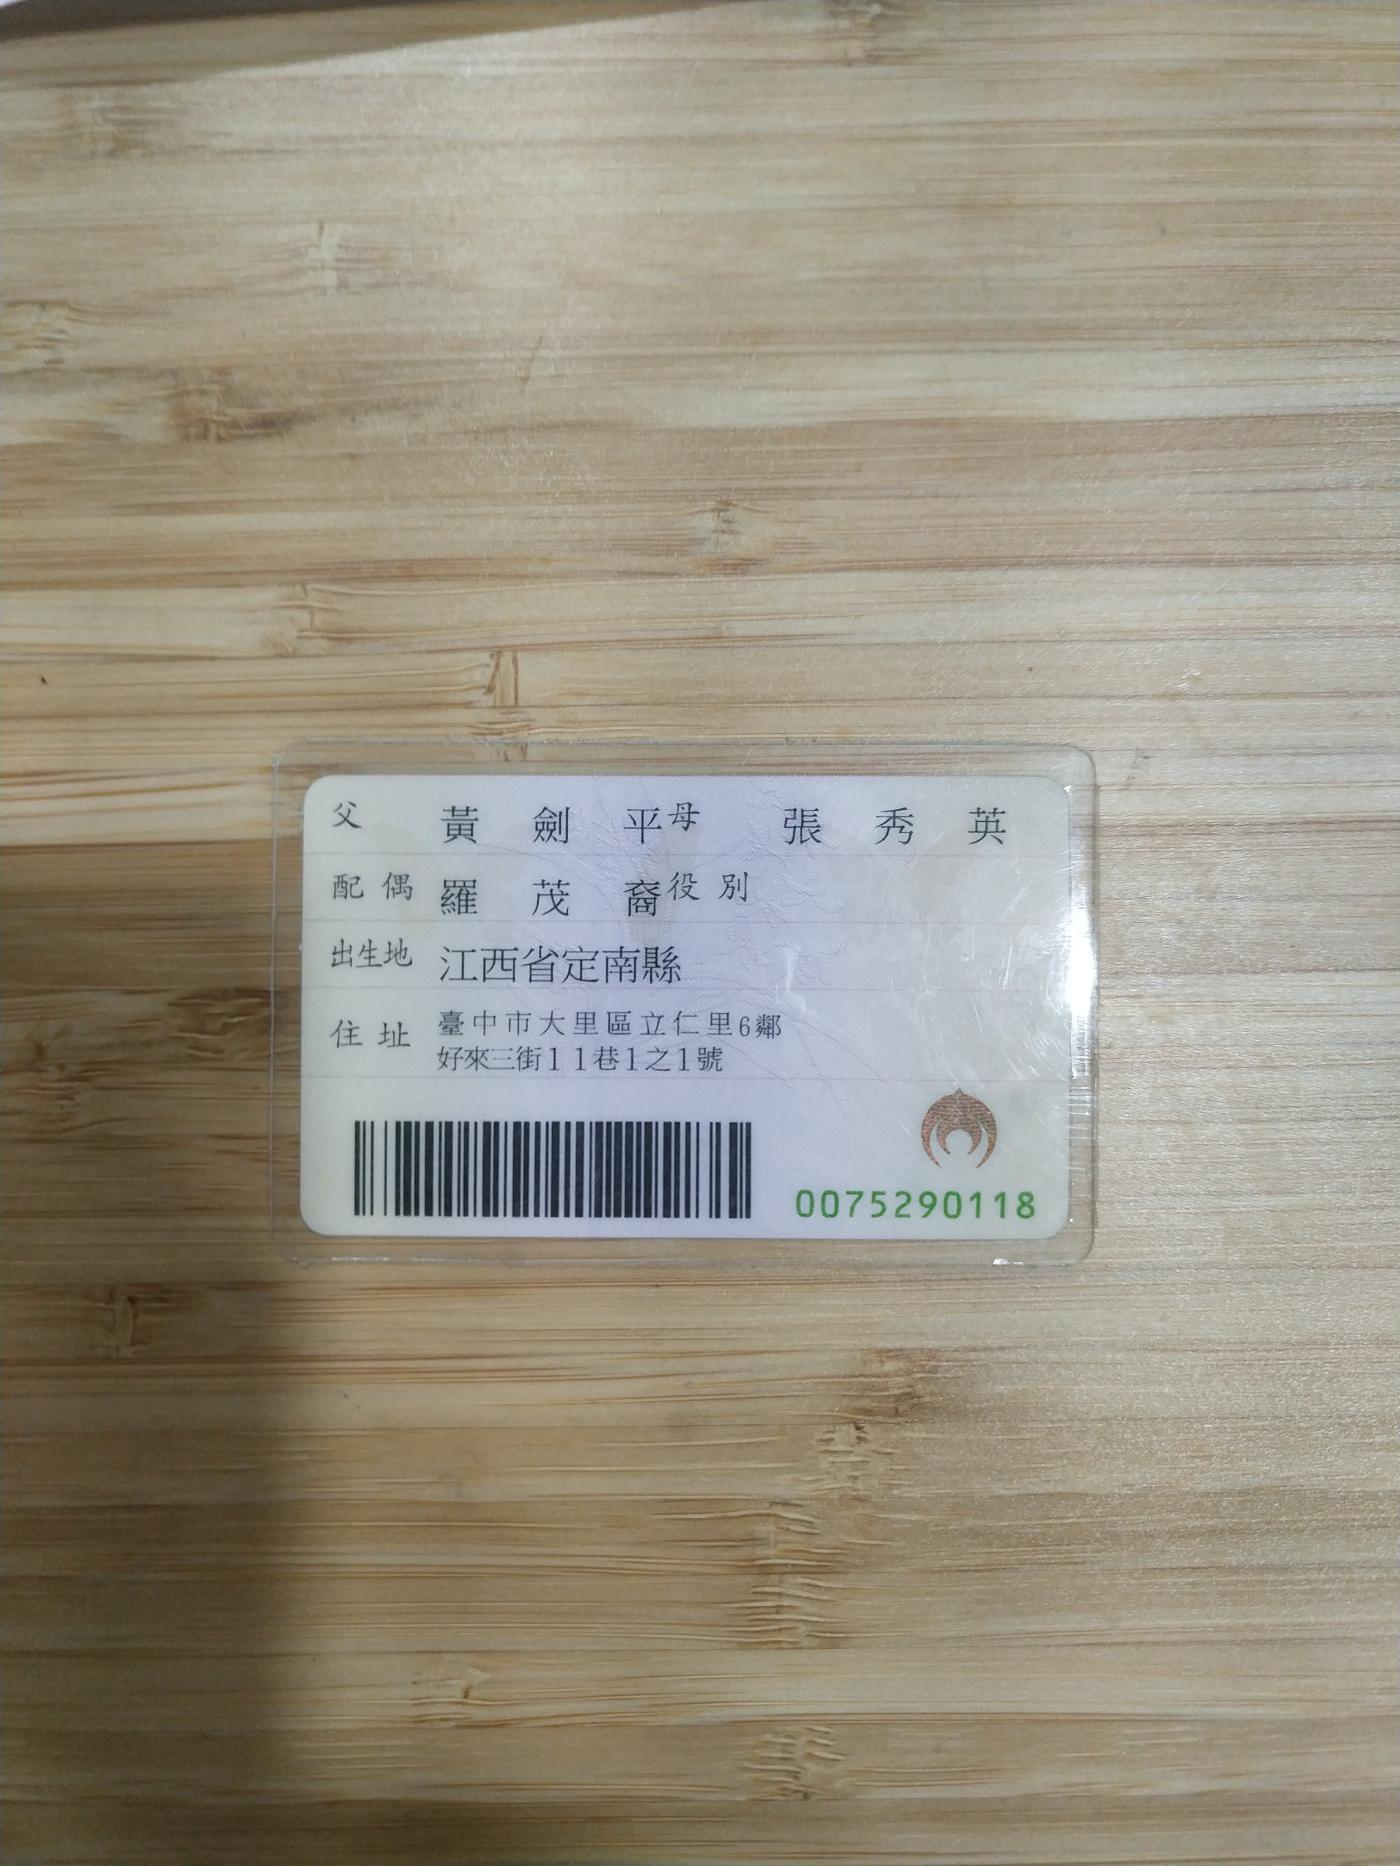 父 黃劍平 母 張秀英
配偶 羅茂裔 役別
出生地 江西省定南縣
住址 臺中市大里區立仁里6鄰
好來三街11巷1之1號
0075290118